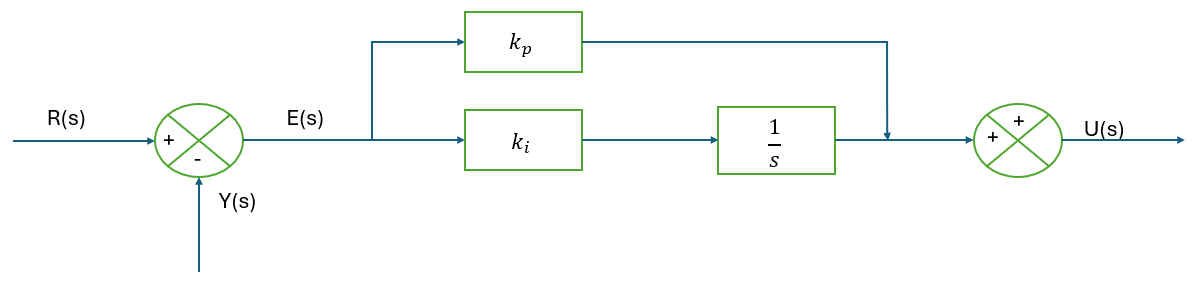 k_p
R(s)
+
-
E(s)
k_i
1
s
+
+
U(s)
Y(s)